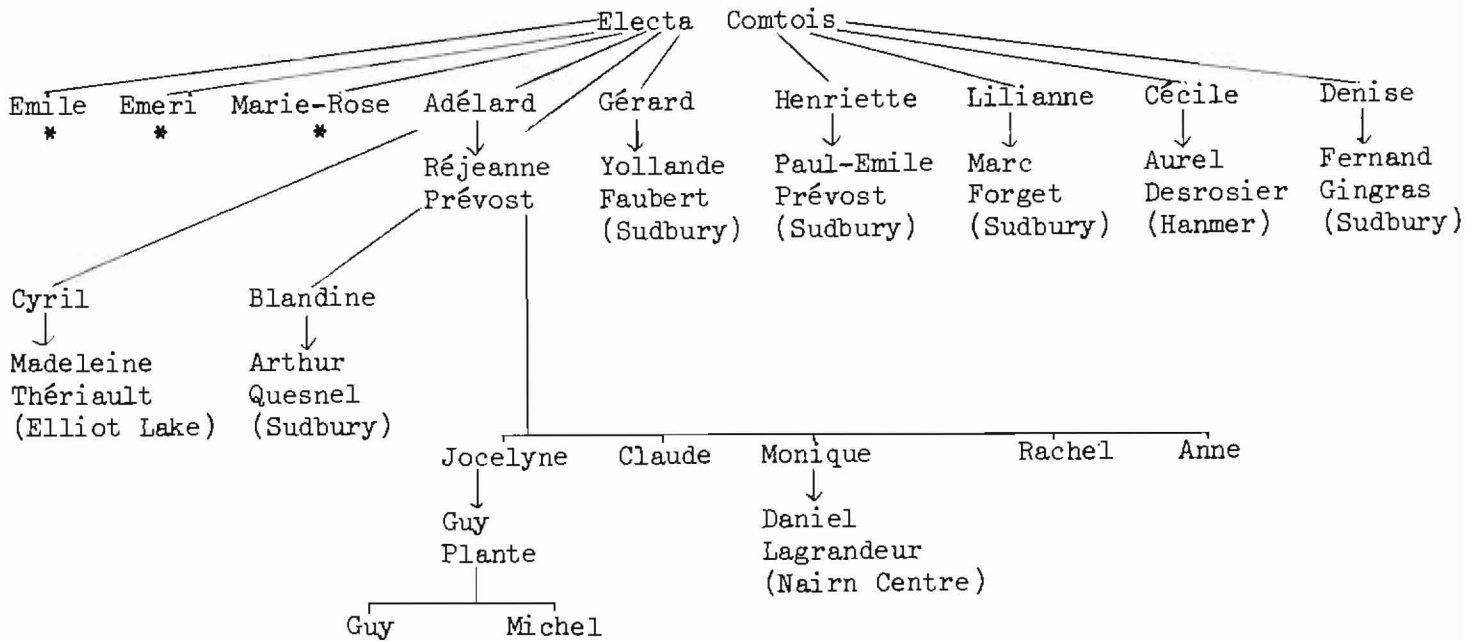 Electa Comtois
Emile Emeri Marie-Rose Adélard Gérard Henriette Lilianne Cécile Denise
* * *
Réjeanne Yollande Paul-Emile Marc Aurel Fernand
Prévost Faubert Prévost Forget Desrosier Gingras
(Sudbury) (Sudbury) (Sudbury) (Hanmer) (Sudbury)
Cyril Blandine
Madeleine Arthur
Thériault Quesnel
(Elliot Lake) (Sudbury)
Jocelyne Claude Monique Rachel Anne
Guy Daniel
Plante Lagrandeur
(Nairn Centre)
Guy Michel